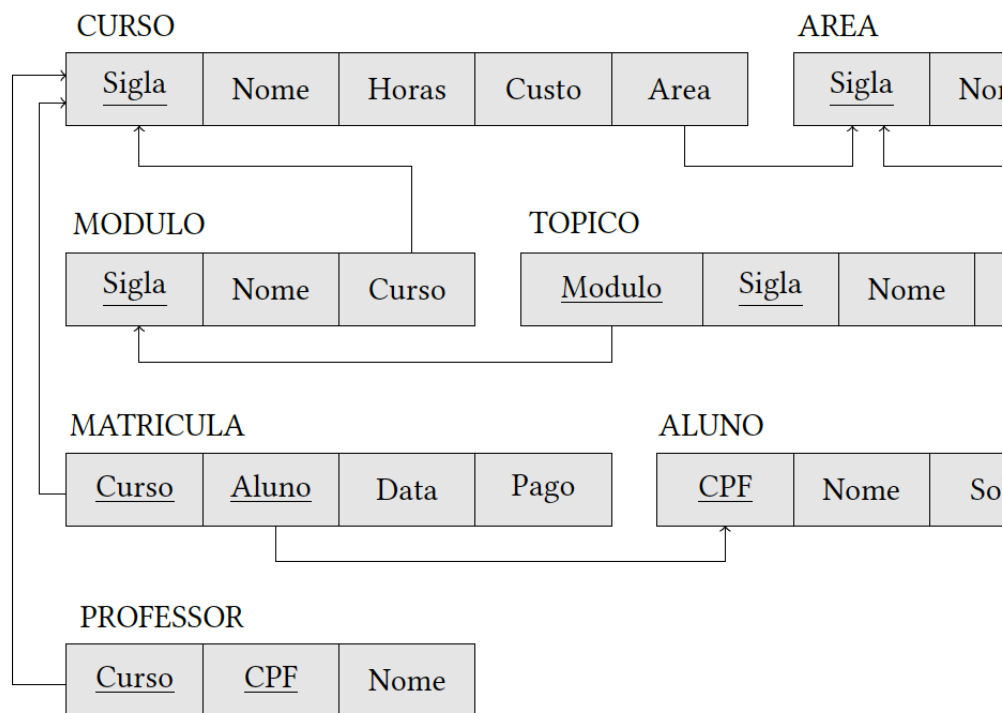 CURSO AREA
Sigla Nome Horas Custo Area Sigla
MODULO TOPICO
Sigla Nome Curso Modulo Sigla Nome
MATRICULA ALUNO
Curso Aluno Data Pago CPF Nome
PROFESSOR
Curso CPF Nome